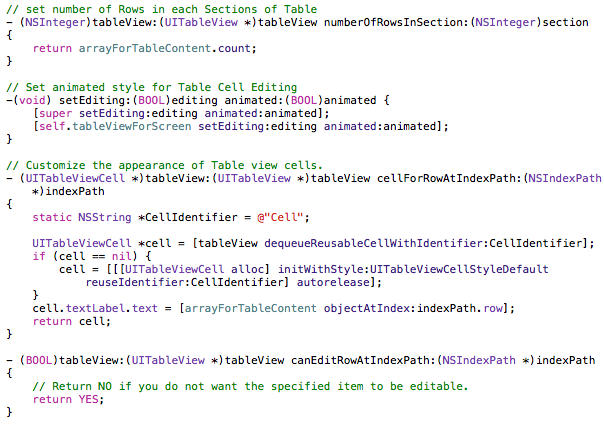 // set number of Rows in each Sections of Table
- (NSInteger)tableView:(UITableView *)tableView numberOfRowsInSection:(NSInteger)section
{
    return arrayForTableContent.count;
}

// Set animated style for Table Cell Editing
-(void) setEditing:(BOOL)editing animated:(BOOL)animated {
    [super setEditing:editing animated:animated];
    [self.tableViewForScreen setEditing:editing animated:animated];
}

// Customize the appearance of Table view cells.
- (UITableViewCell *)tableView:(UITableView *)tableView cellForRowAtIndexPath:(NSIndexPath
    *)indexPath
{
    static NSString *CellIdentifier = @"Cell";

    UITableViewCell *cell = [tableView dequeueReusableCellWithIdentifier:CellIdentifier];
    if (cell == nil) {
        cell = [[[UITableViewCell alloc] initWithStyle:UITableViewCellStyleDefault
            reuseIdentifier:CellIdentifier] autorelease];
    }
    cell.textLabel.text = [arrayForTableContent objectAtIndex:indexPath.row];
    return cell;
}

- (BOOL)tableView:(UITableView *)tableView canEditRowAtIndexPath:(NSIndexPath *)indexPath
{
    // Return NO if you do not want the specified item to be editable.
    return YES;
}